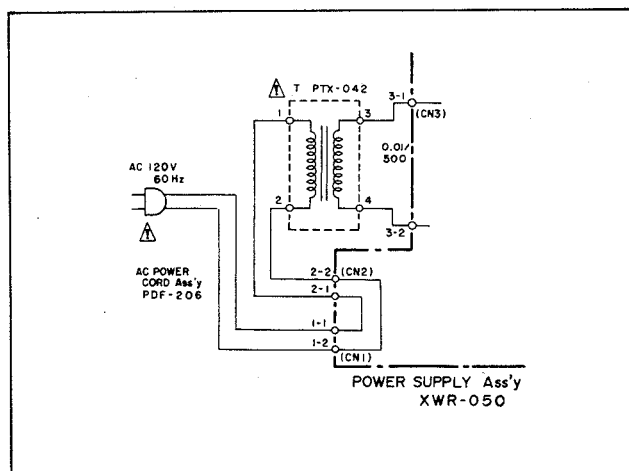 T PTX-042
1
3
3-1
(CN3)
0.01/
500
AC 120V
60 Hz
2
4
3-2
AC POWER
CORD Ass'y
PDF-206
2-2 (CN2)
2-1
1-1
1-2
(CN1)
POWER SUPPLY Ass'y
XWR-050